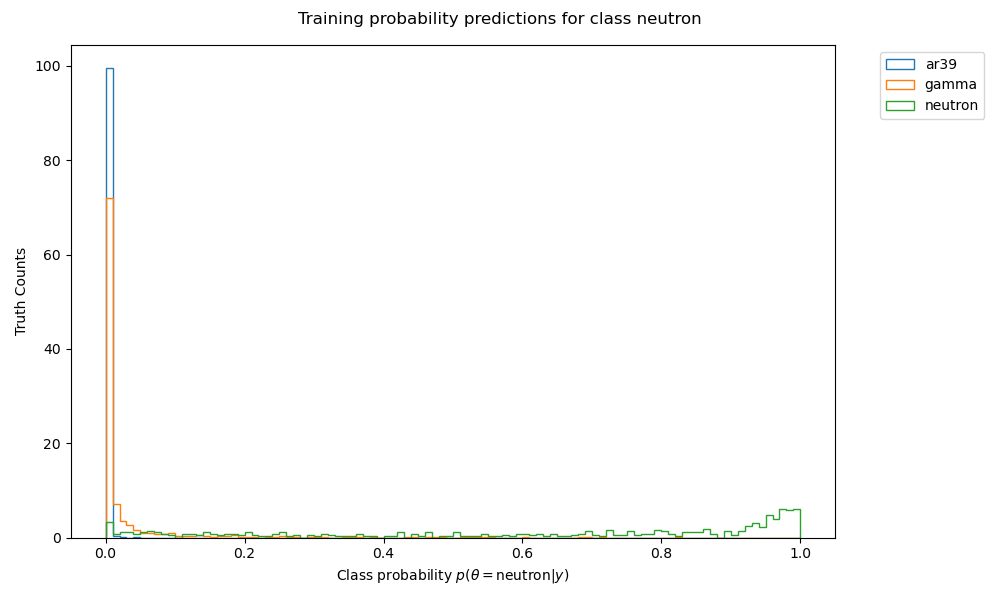 Training probability predictions for class neutron
ar39
gamma
neutron
100
80
60
40
20
0
Truth Counts
0.0 0.2 0.4 0.6 0.8 1.0
Class probability p(θ = neutron|y)